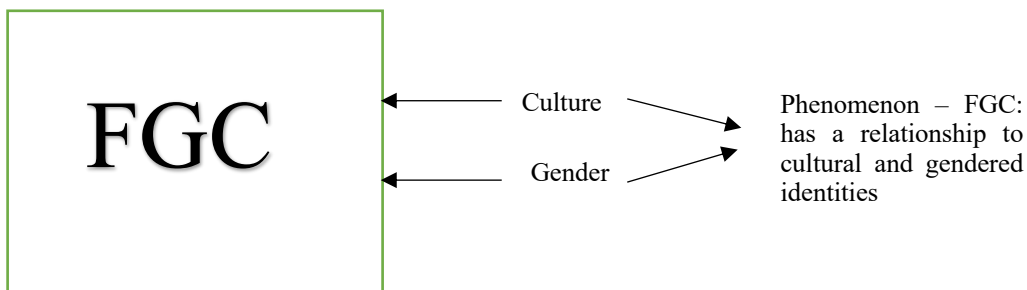 FGC
Culture
Gender
Phenomenon – FGC:
has a relationship to
cultural and gendered
identities